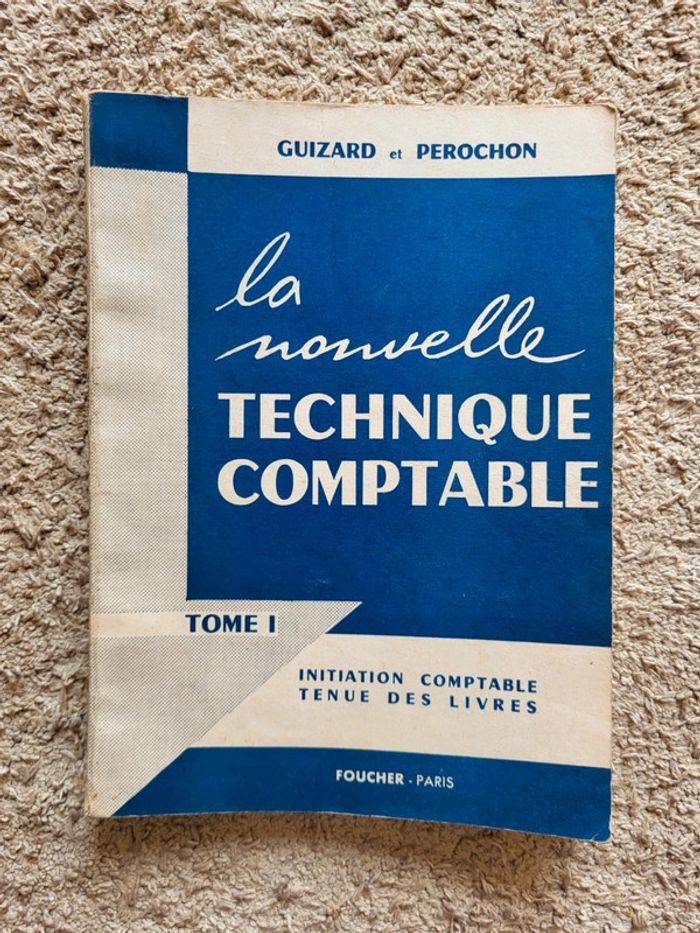 GUIZARD et PEROCHON
la
nouvelle
TECHNIQUE
COMPTABLE
TOME I
INITIATION COMPTABLE
TENUE DES LIVRES
FOUCHER - PARIS